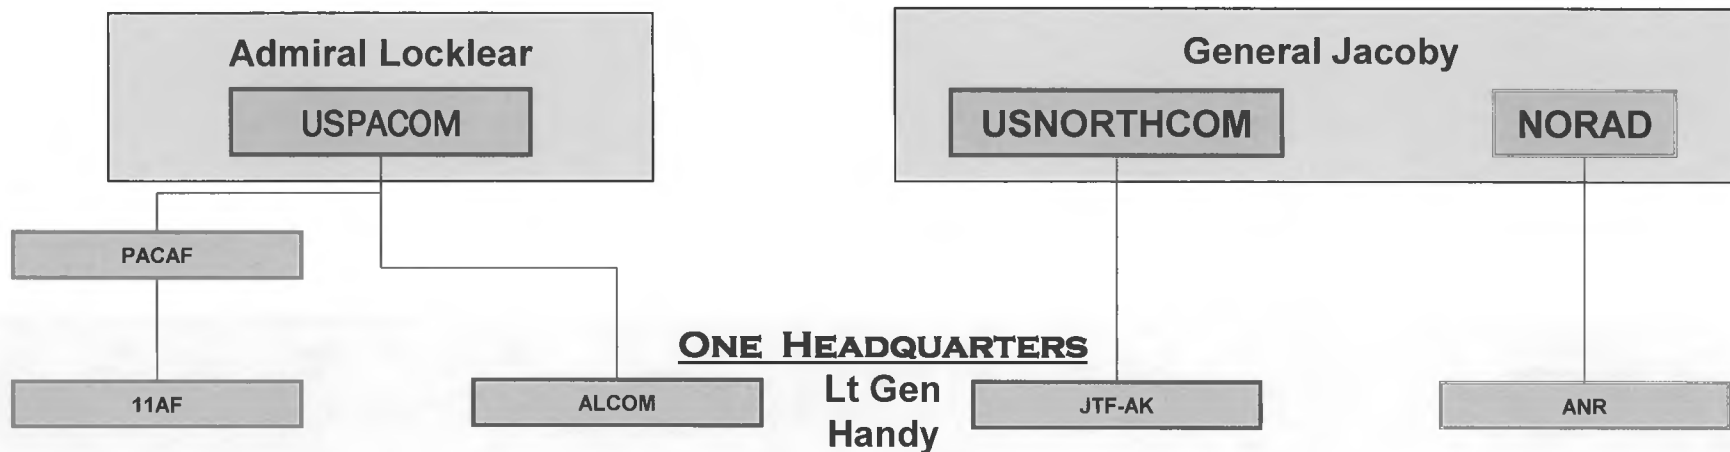 Admiral Locklear
USPACOM
General Jacoby
USNORTHCOM
NORAD
PACAF
ONE HEADQUARTERS
11AF
ALCOM
Lt Gen
Handy
JTF-AK
ANR